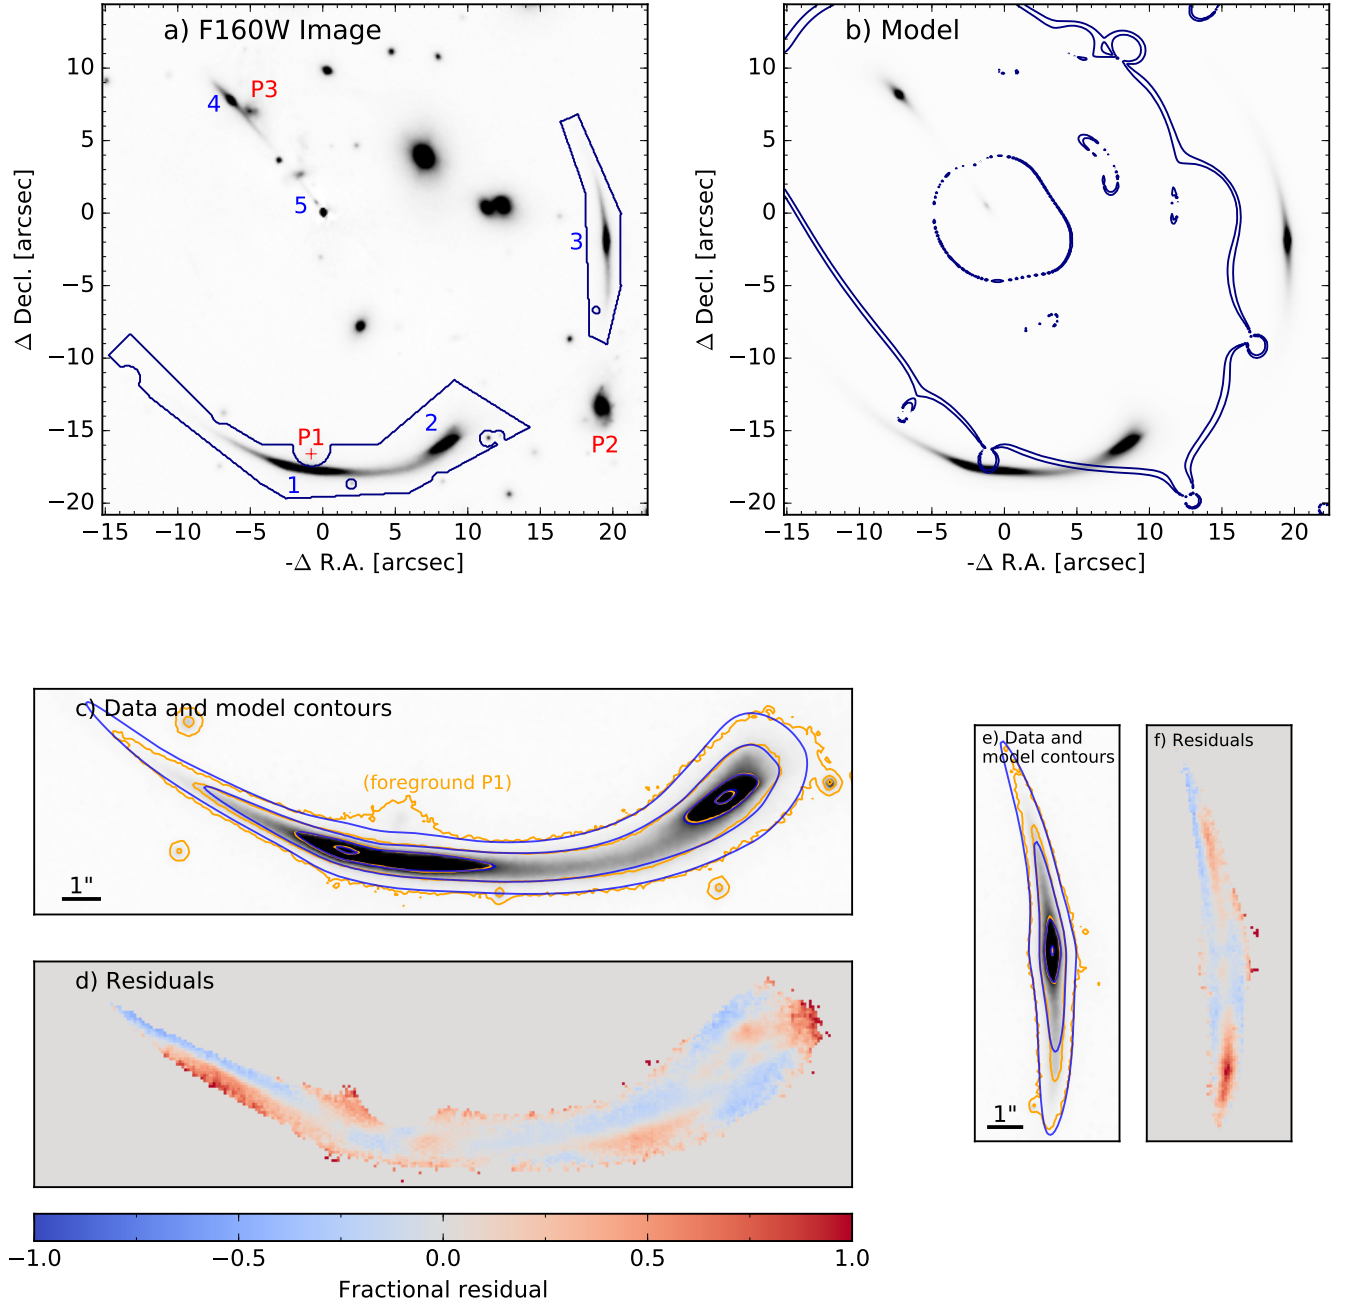 a) F160W Image
P3
4
5
3
2
P1
1
P2
10
5
0
−5
−10
−15
−20
Δ Decl. [arcsec]
−15 −10 −5 0 5 10 15 20
-Δ R.A. [arcsec]
b) Model
10
5
0
−5
−10
−15
−20
Δ Decl. [arcsec]
−15 −10 −5 0 5 10 15 20
-Δ R.A. [arcsec]
c) Data and model contours
(foreground P1)
1"
e) Data and
model contours
1"
f) Residuals
d) Residuals
−1.0 −0.5 0.0 0.5 1.0
Fractional residual